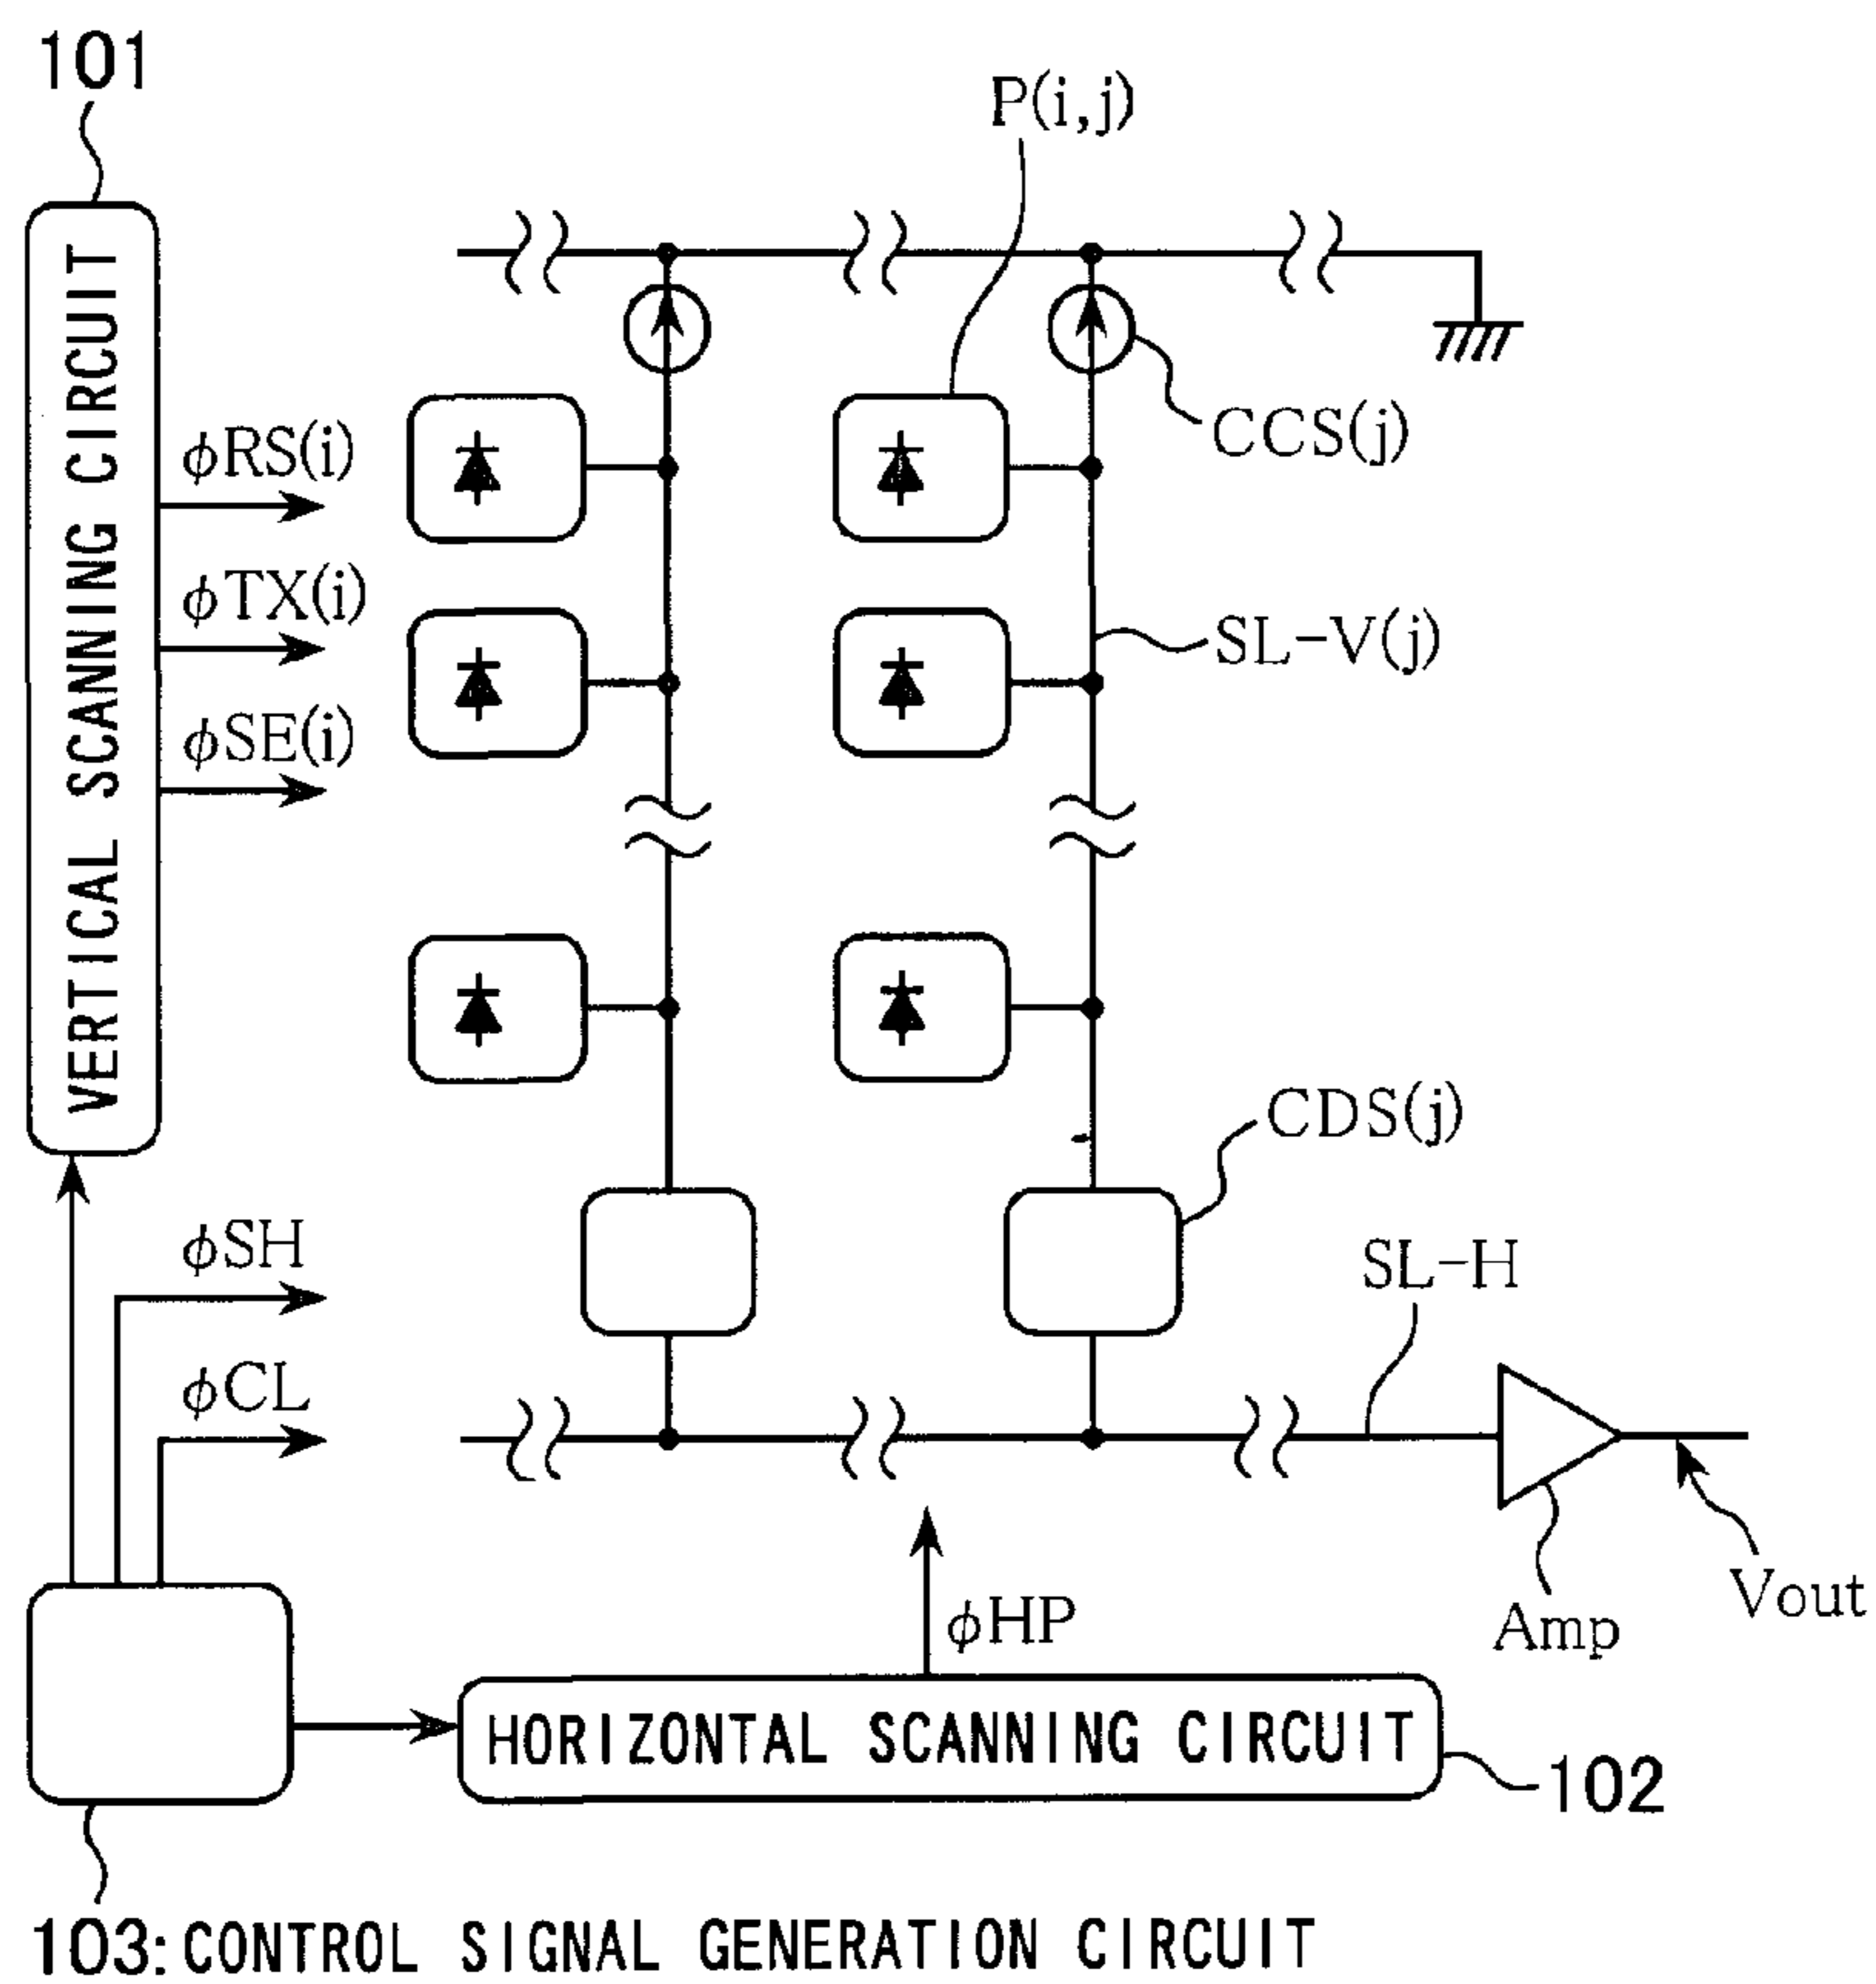 101
P(i,j)
VERTICAL SCANNING CIRCUIT
CCS(j)
φRS(i)
φTX(i)
SL-V(j)
φSE(i)
CDS(j)
φSH
SL-H
φCL
φHP
Amp
Vout
HORIZONTAL SCANNING CIRCUIT
102
103: CONTROL SIGNAL GENERATION CIRCUIT